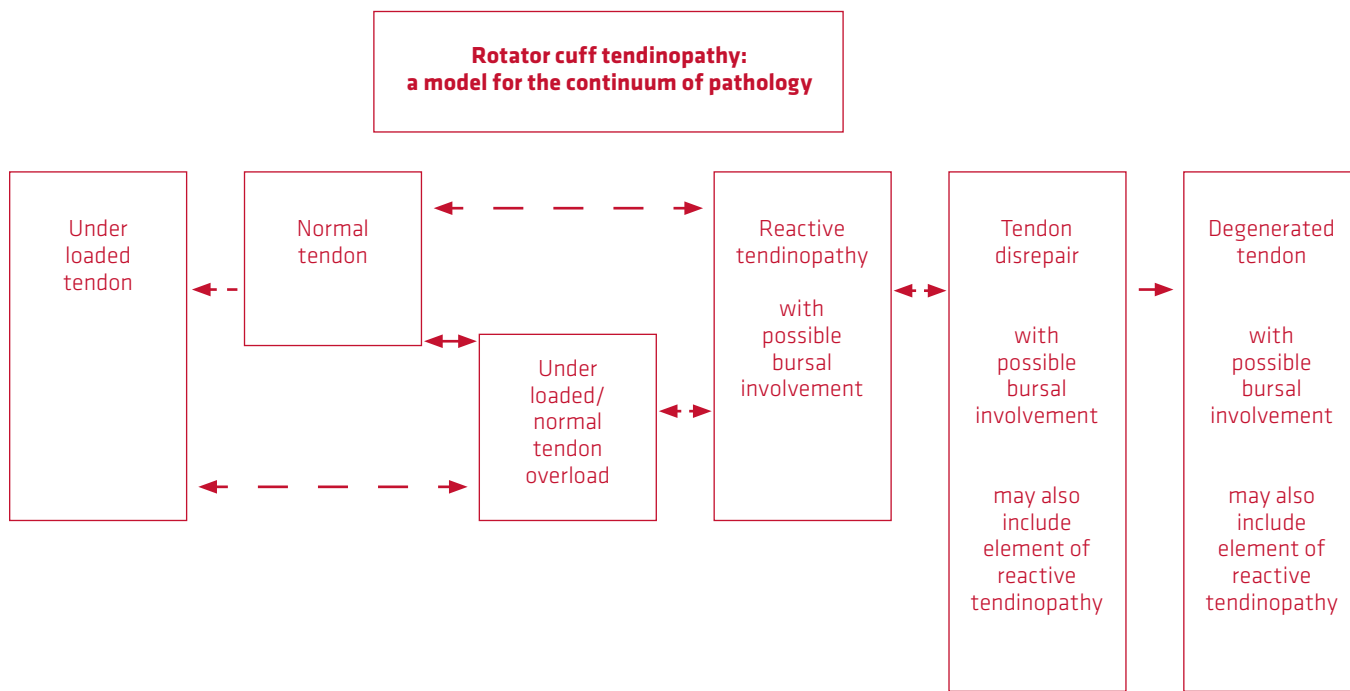 Rotator cuff tendinopathy:
a model for the continuum of pathology
Under
loaded
tendon
Normal
tendon
Under
loaded/
normal
tendon
overload
Reactive
tendinopathy
with
possible
bursal
involvement
Tendon
disrepair
with
possible
bursal
involvement
may also
include
element of
reactive
tendinopathy
Degenerated
tendon
with
possible
bursal
involvement
may also
include
element of
reactive
tendinopathy